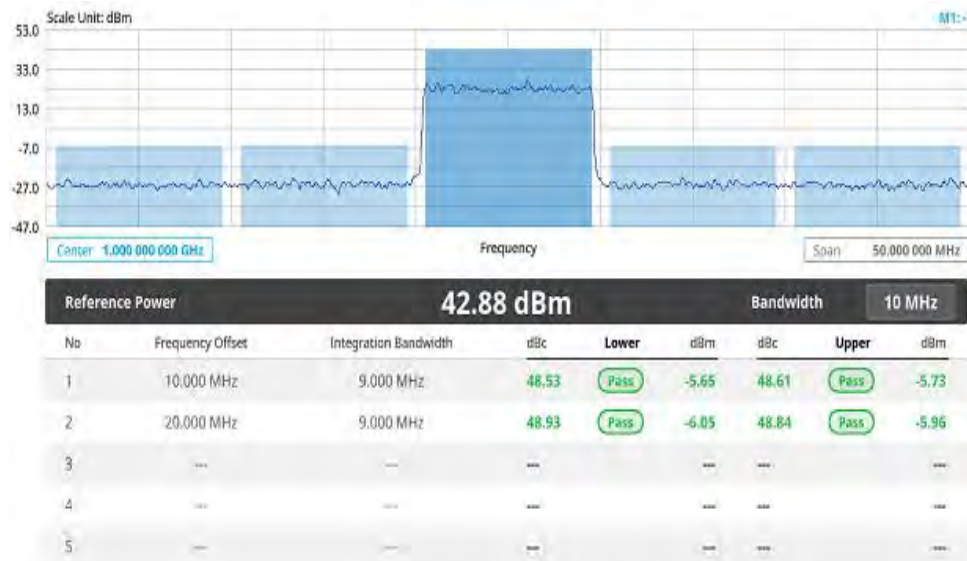 Scale Unit: dBm
M1:-
53.0
33.0
13.0
-7.0
-27.0
-47.0
Center 1.000 000 000 GHz
Frequency
Span 50.000 000 MHz
Reference Power 42.88 dBm Bandwidth 10 MHz
No Frequency Offset Integration Bandwidth dBc Lower dBm dBc Upper dBm
1 10.000 MHz 9.000 MHz 48.53 Pass -5.65 48.61 Pass -5.73
2 20.000 MHz 9.000 MHz 48.93 Pass -6.05 48.84 Pass -5.96
3 --- --- --- --- --- ---
4 --- --- --- --- --- ---
5 --- --- --- --- --- ---